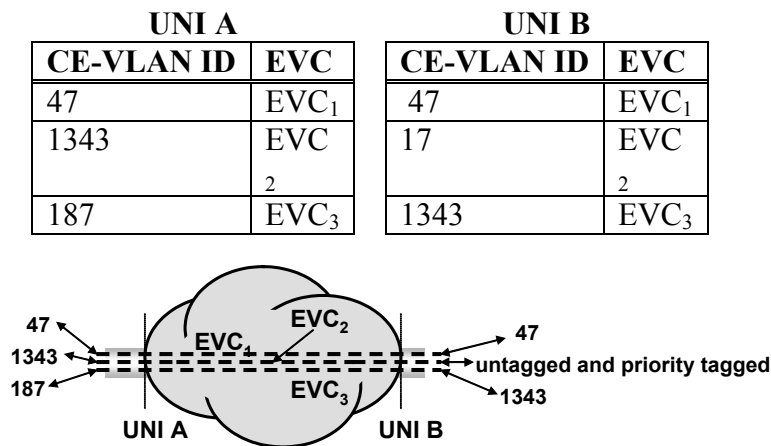 UNI A UNI B
CE-VLAN ID EVC CE-VLAN ID EVC
47 EVC1 47 EVC1
1343 EVC 17 EVC
2 2
187 EVC3 1343 EVC3
EVC2
47 47
EVC1
1343 untagged and priority tagged
187 EVC3 1343
UNI A UNI B